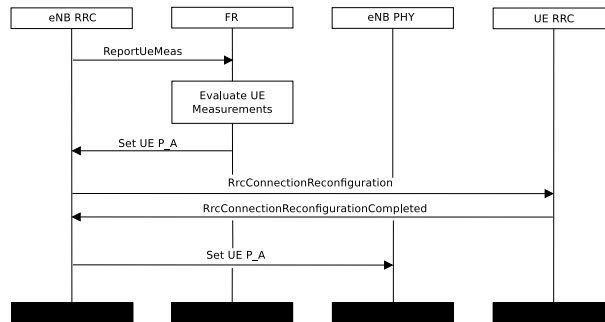 eNB RRC
FR
eNB PHY
UE RRC
ReportUeMeas
Evaluate UE
Measurements
Set UE P_A
RrcConnectionReconfiguration
RrcConnectionReconfigurationCompleted
Set UE P_A